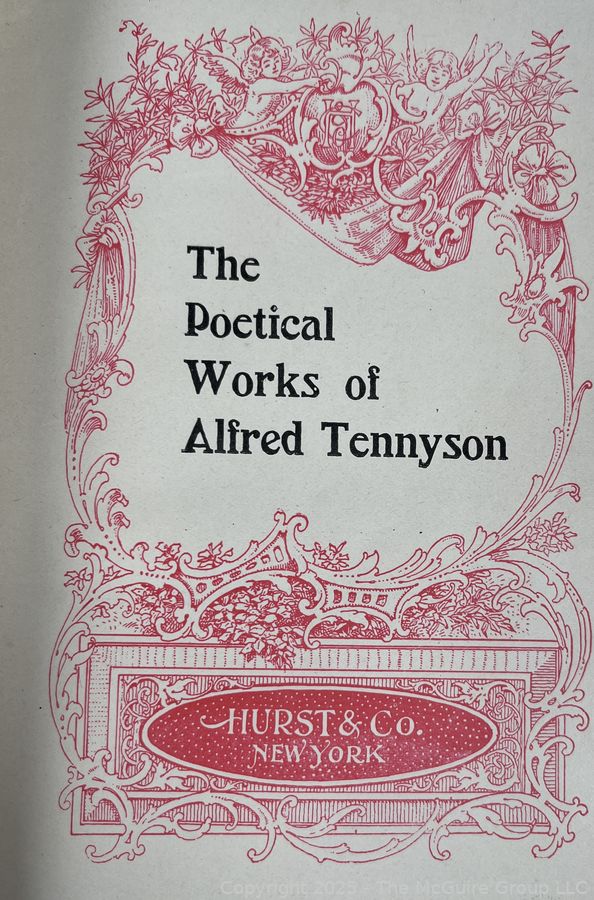 The
Poetical
Works of
Alfred Tennyson
HURST & CO.
NEW YORK
Copyright 2025 - The McGuire Group LLC